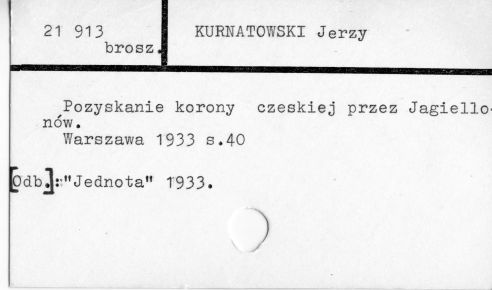 21 913
brosz.
KURNATOWSKI Jerzy
Pozyskanie korony czeskiej przez Jagiello-
nów.
Warszawa 1933 s.40
[Odb.]:"Jednota" 1933.